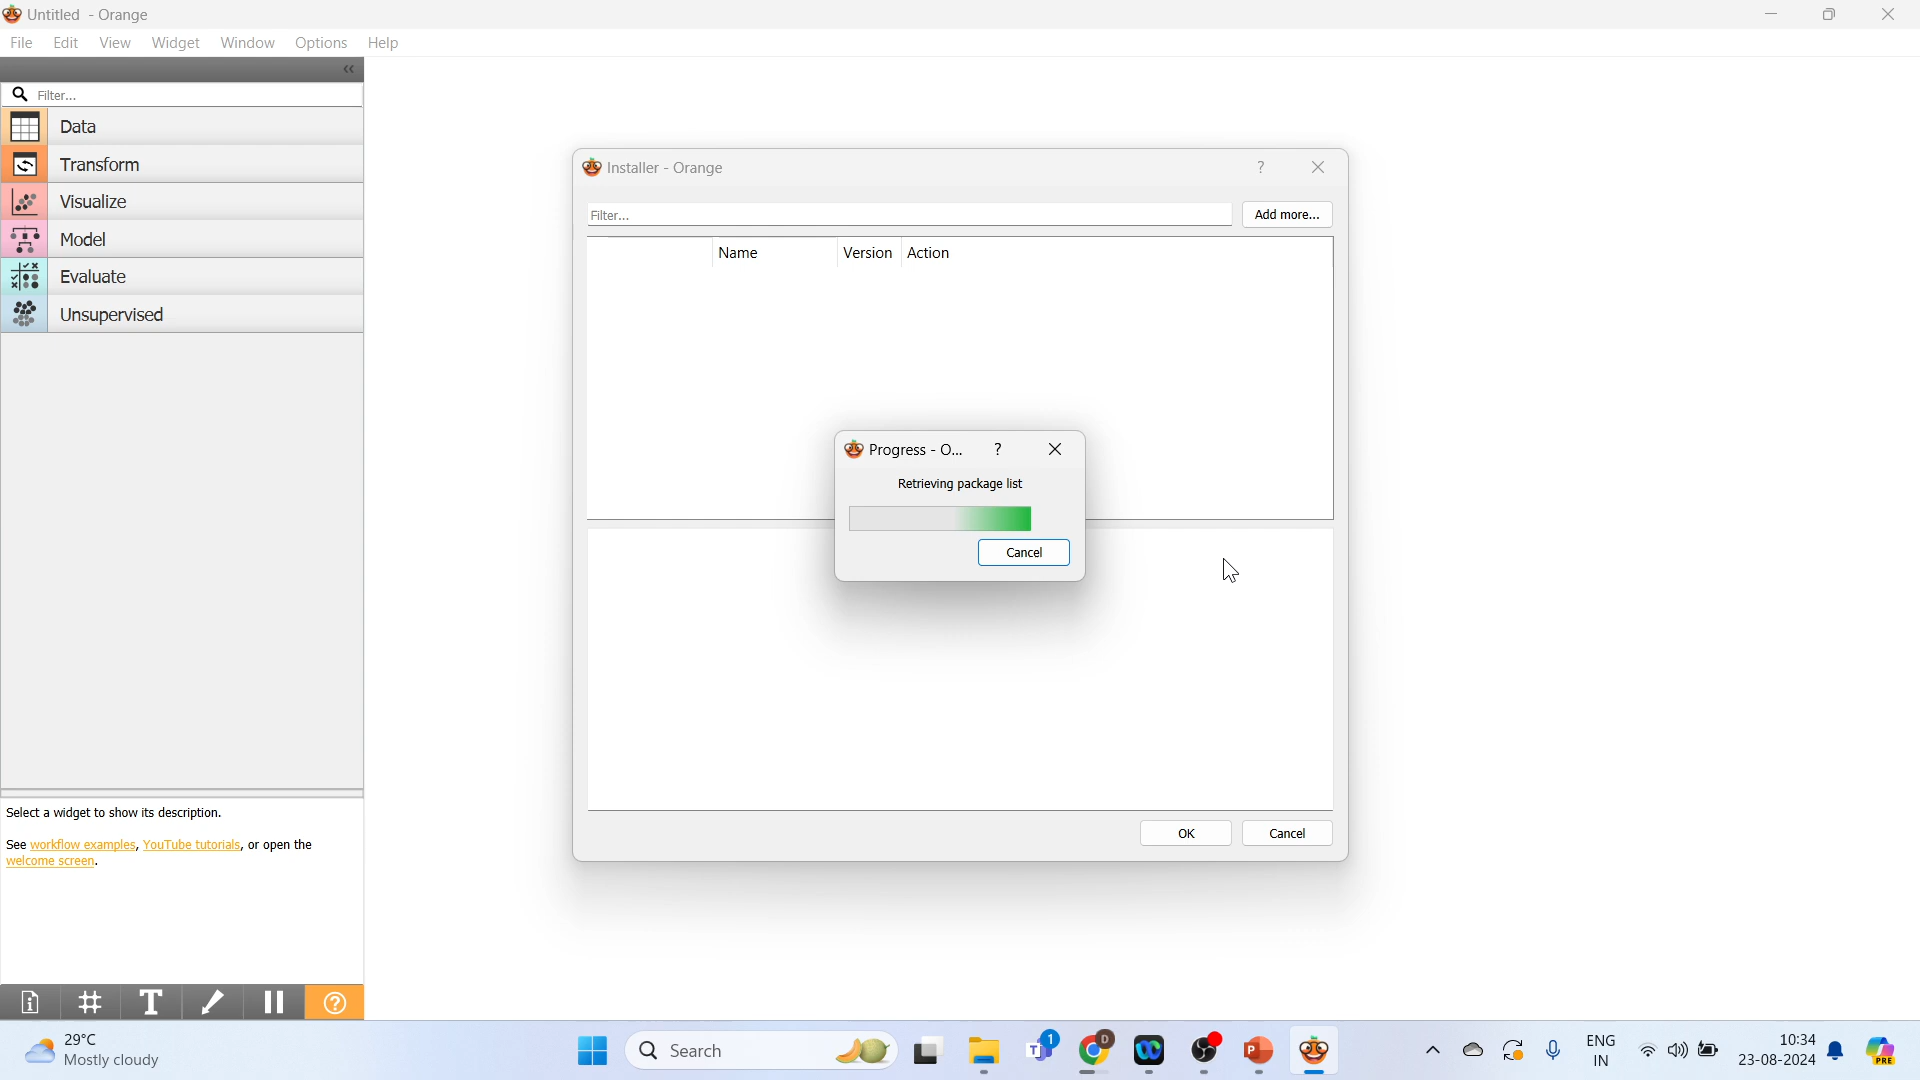 Untitled - Orange
File Edit View Widget Window Options Help
Filter...
Data
Transform
Visualize
Model
Evaluate
Unsupervised
Installer - Orange
Filter...
Add more...
Name Version Action
Progress - O...
Retrieving package list
Cancel
OK Cancel
Select a widget to show its description.
See workflow examples, YouTube tutorials, or open the
welcome screen.
29°C
Mostly cloudy
Search
1
D
ENG
IN
10:34
23-08-2024
PRE